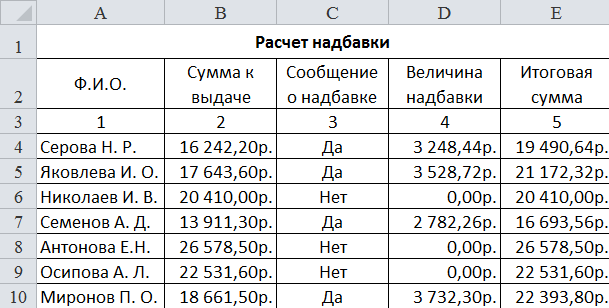 A B C D E
1 Расчет надбавки
2 Ф.И.О. Сумма к выдаче Сообщение о надбавке Величина надбавки Итоговая сумма
3 1 2 3 4 5
4 Серова Н. Р. 16 242,20р. Да 3 248,44р. 19 490,64р.
5 Яковлева И. О. 17 643,60р. Да 3 528,72р. 21 172,32р.
6 Николаев И. В. 20 410,00р. Нет 0,00р. 20 410,00р.
7 Семенов А. Д. 13 911,30р. Да 2 782,26р. 16 693,56р.
8 Антонова Е.Н. 26 578,50р. Нет 0,00р. 26 578,50р.
9 Осипова А. Л. 22 531,60р. Нет 0,00р. 22 531,60р.
10 Миронов П. О. 18 661,50р. Да 3 732,30р. 22 393,80р.